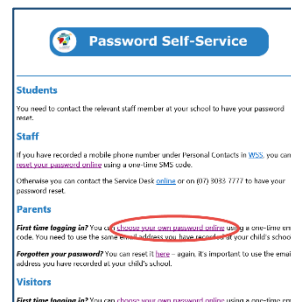 Password Self-Service
Students
You need to contact the relevant staff member at your school to have your password
reset.
Staff
If you have recorded a mobile phone number under Personal Contacts in WSS, you can
reset your password online using a one-time SMS code.
Otherwise you can contact the Service Desk online or on (07) 3033 7777 to have your
password reset.
Parents
First time logging in? You can choose your own password online using a one-time em
code. You need to use the same email address you have recorded at your child's schoo
Forgotten your password? You can reset it here – again, it's important to use the emai
address you have recorded at your child's school.
Visitors
First time logging in? You can choose your own password online using a one-time em